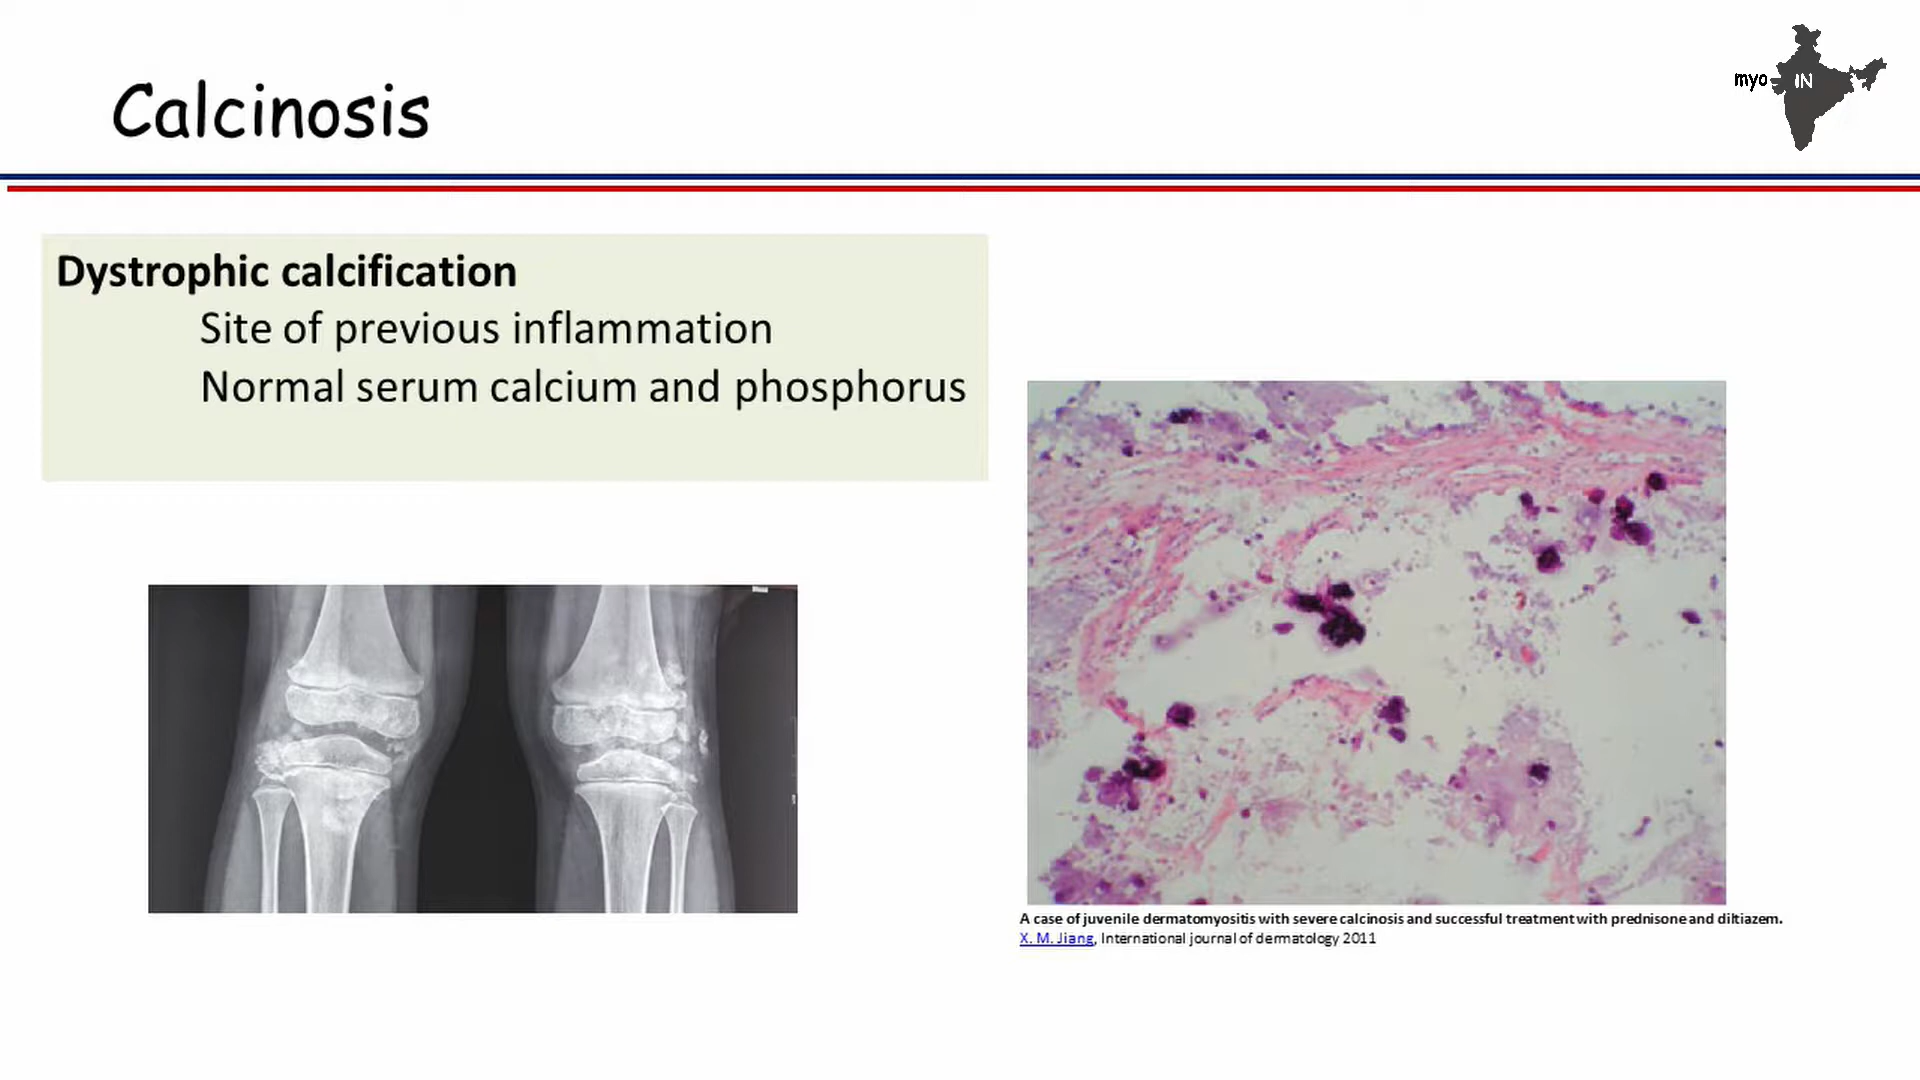 Calcinosis
myo IN
Dystrophic calcification
Site of previous inflammation
Normal serum calcium and phosphorus
A case of juvenile dermatomyositis with severe calcinosis and successful treatment with prednisone and diltiazem.
X. M. Jiang, International journal of dermatology 2011